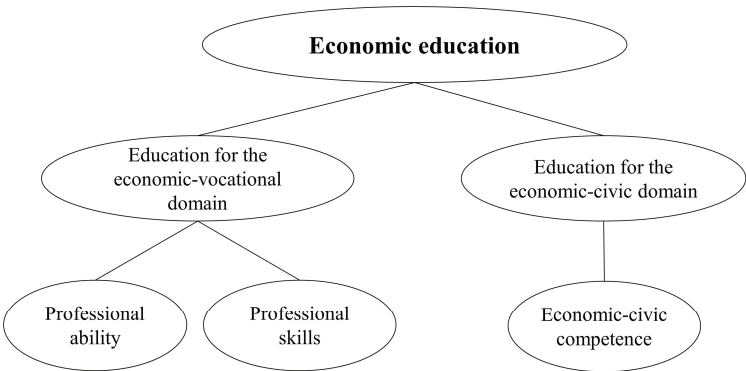 Economic education
Education for the
economic-vocational
domain
Education for the
economic-civic domain
Professional
ability
Professional
skills
Economic-civic
competence